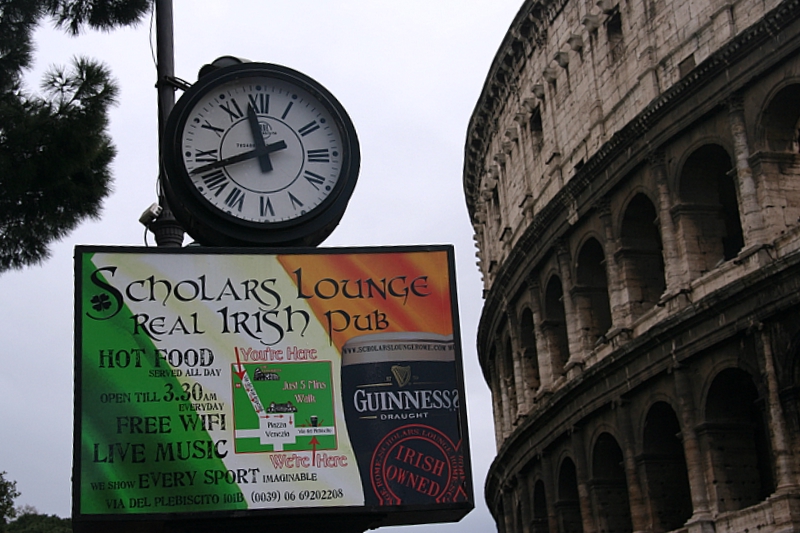 XII I II III IIII V VI VII VIII IX X XI
Scholars Lounge
Real Irish Pub
HOT FOOD
SERVED ALL DAY
OPEN TILL 3.30AM
EVERYDAY
FREE WIFI
LIVE MUSIC
WE SHOW EVERY SPORT IMAGINABLE
VIA DEL PLEBISCITO 101B (0039) 06 69202208
You're Here
Just 5 Mins
Walk
Piazza
Venezia
Via del Plebiscito
We're Here
WWW.SCHOLARSLOUNGEROME.COM
GUINNESS
DRAUGHT
IRISH
OWNED